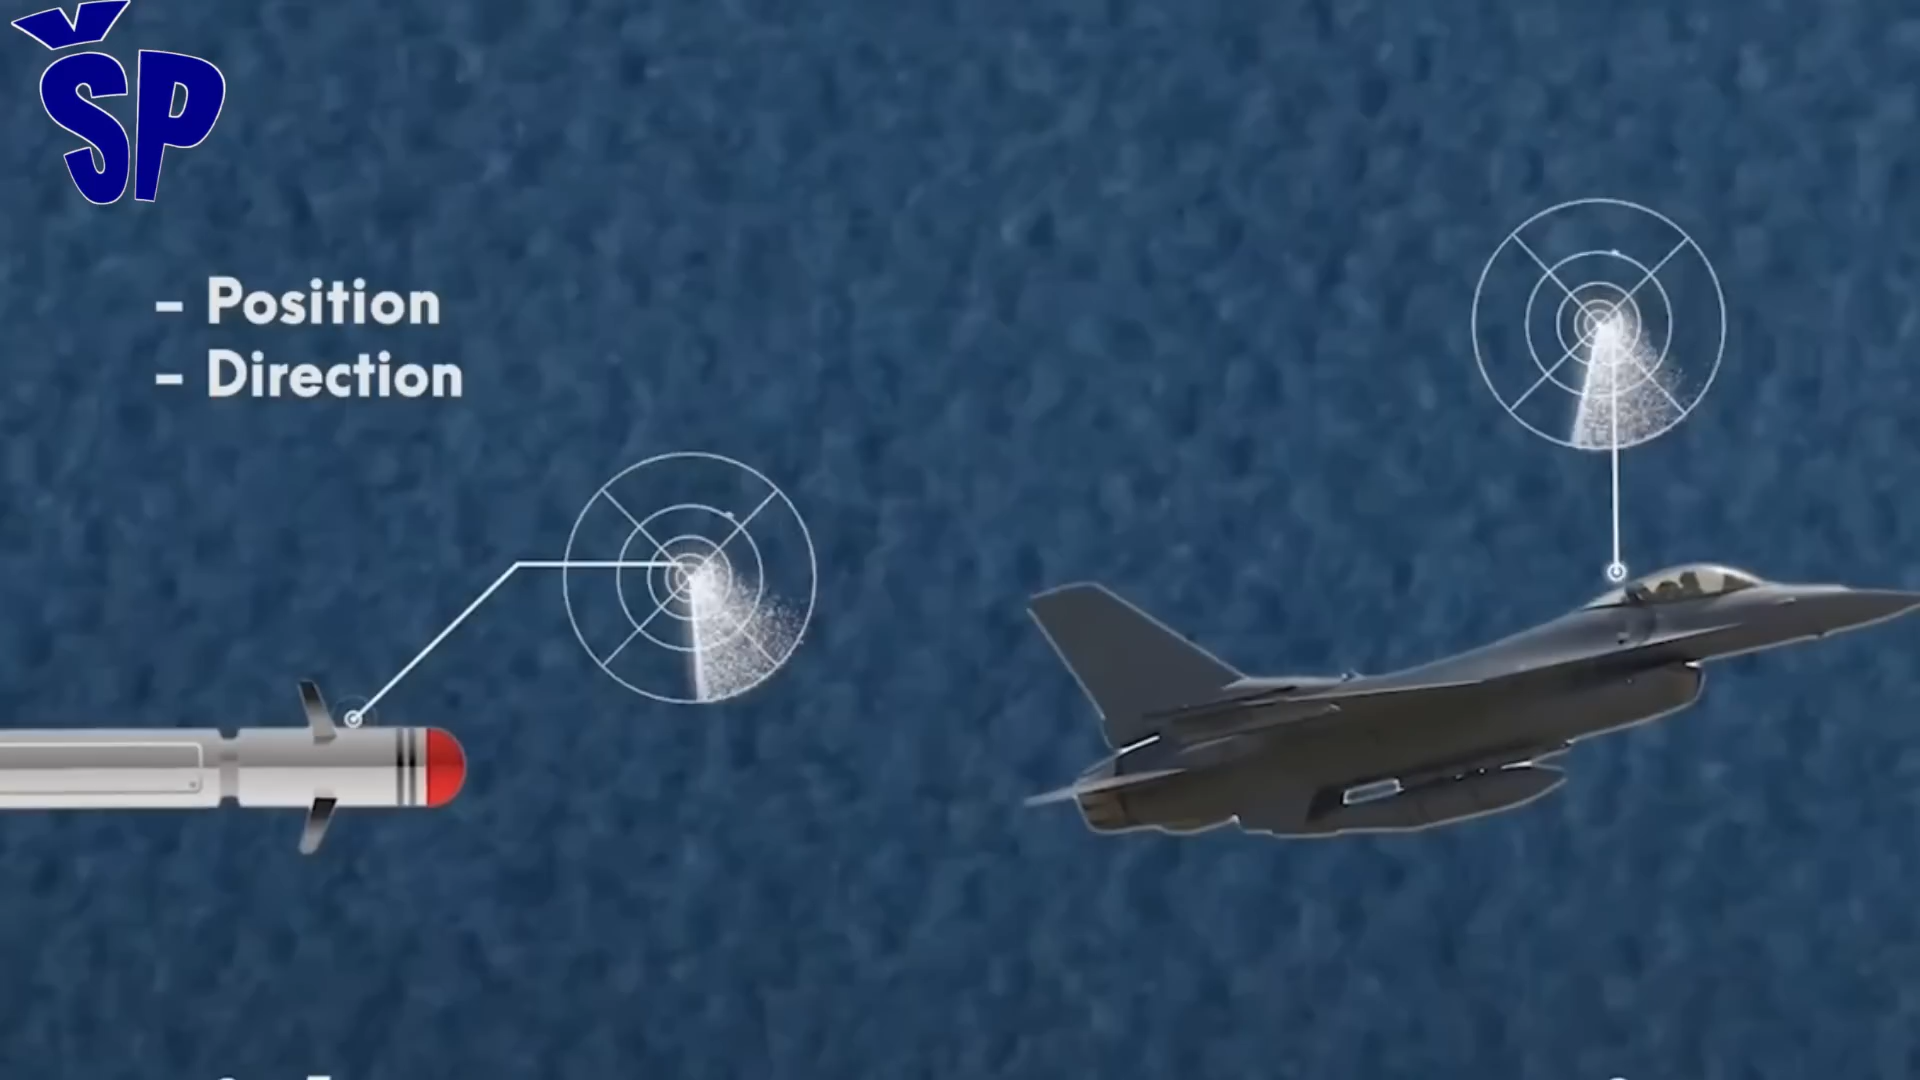 ŠP
- Position
- Direction